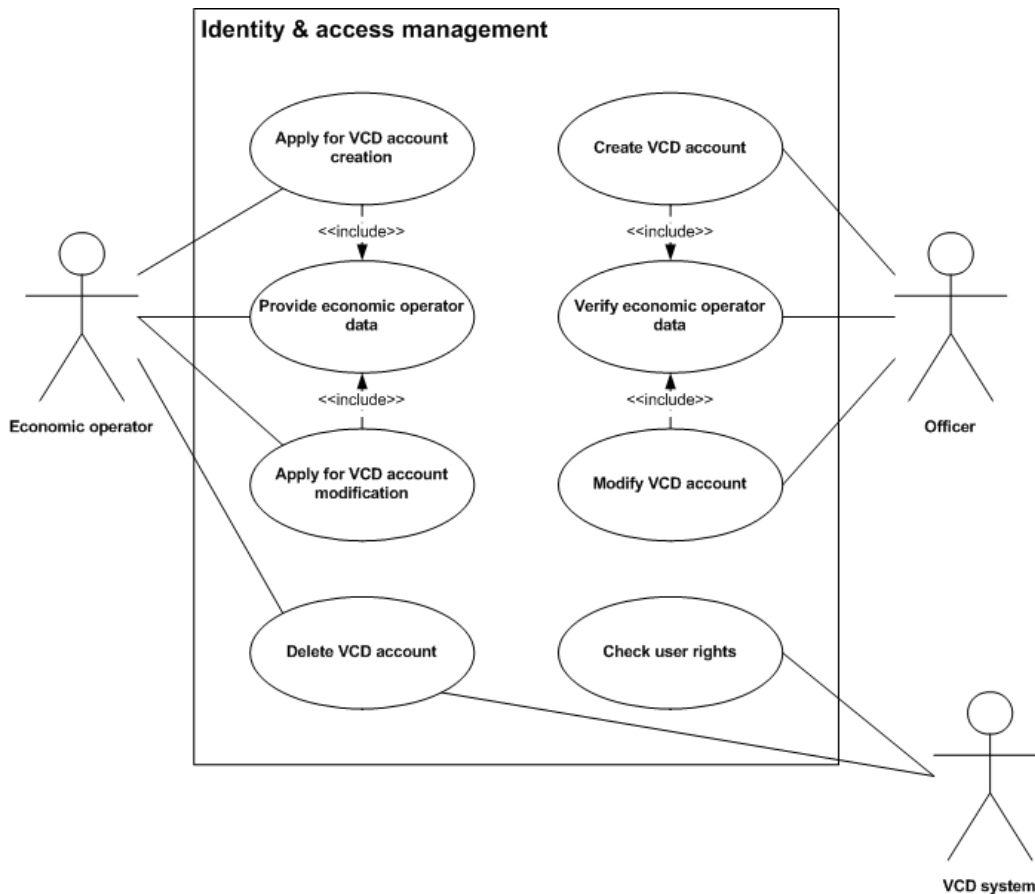 Identity & access management
Apply for VCD account
creation
Create VCD account
<<include>>
<<include>>
Provide economic operator
data
Verify economic operator
data
<<include>>
<<include>>
Economic operator
Officer
Apply for VCD account
modification
Modify VCD account
Delete VCD account
Check user rights
VCD system